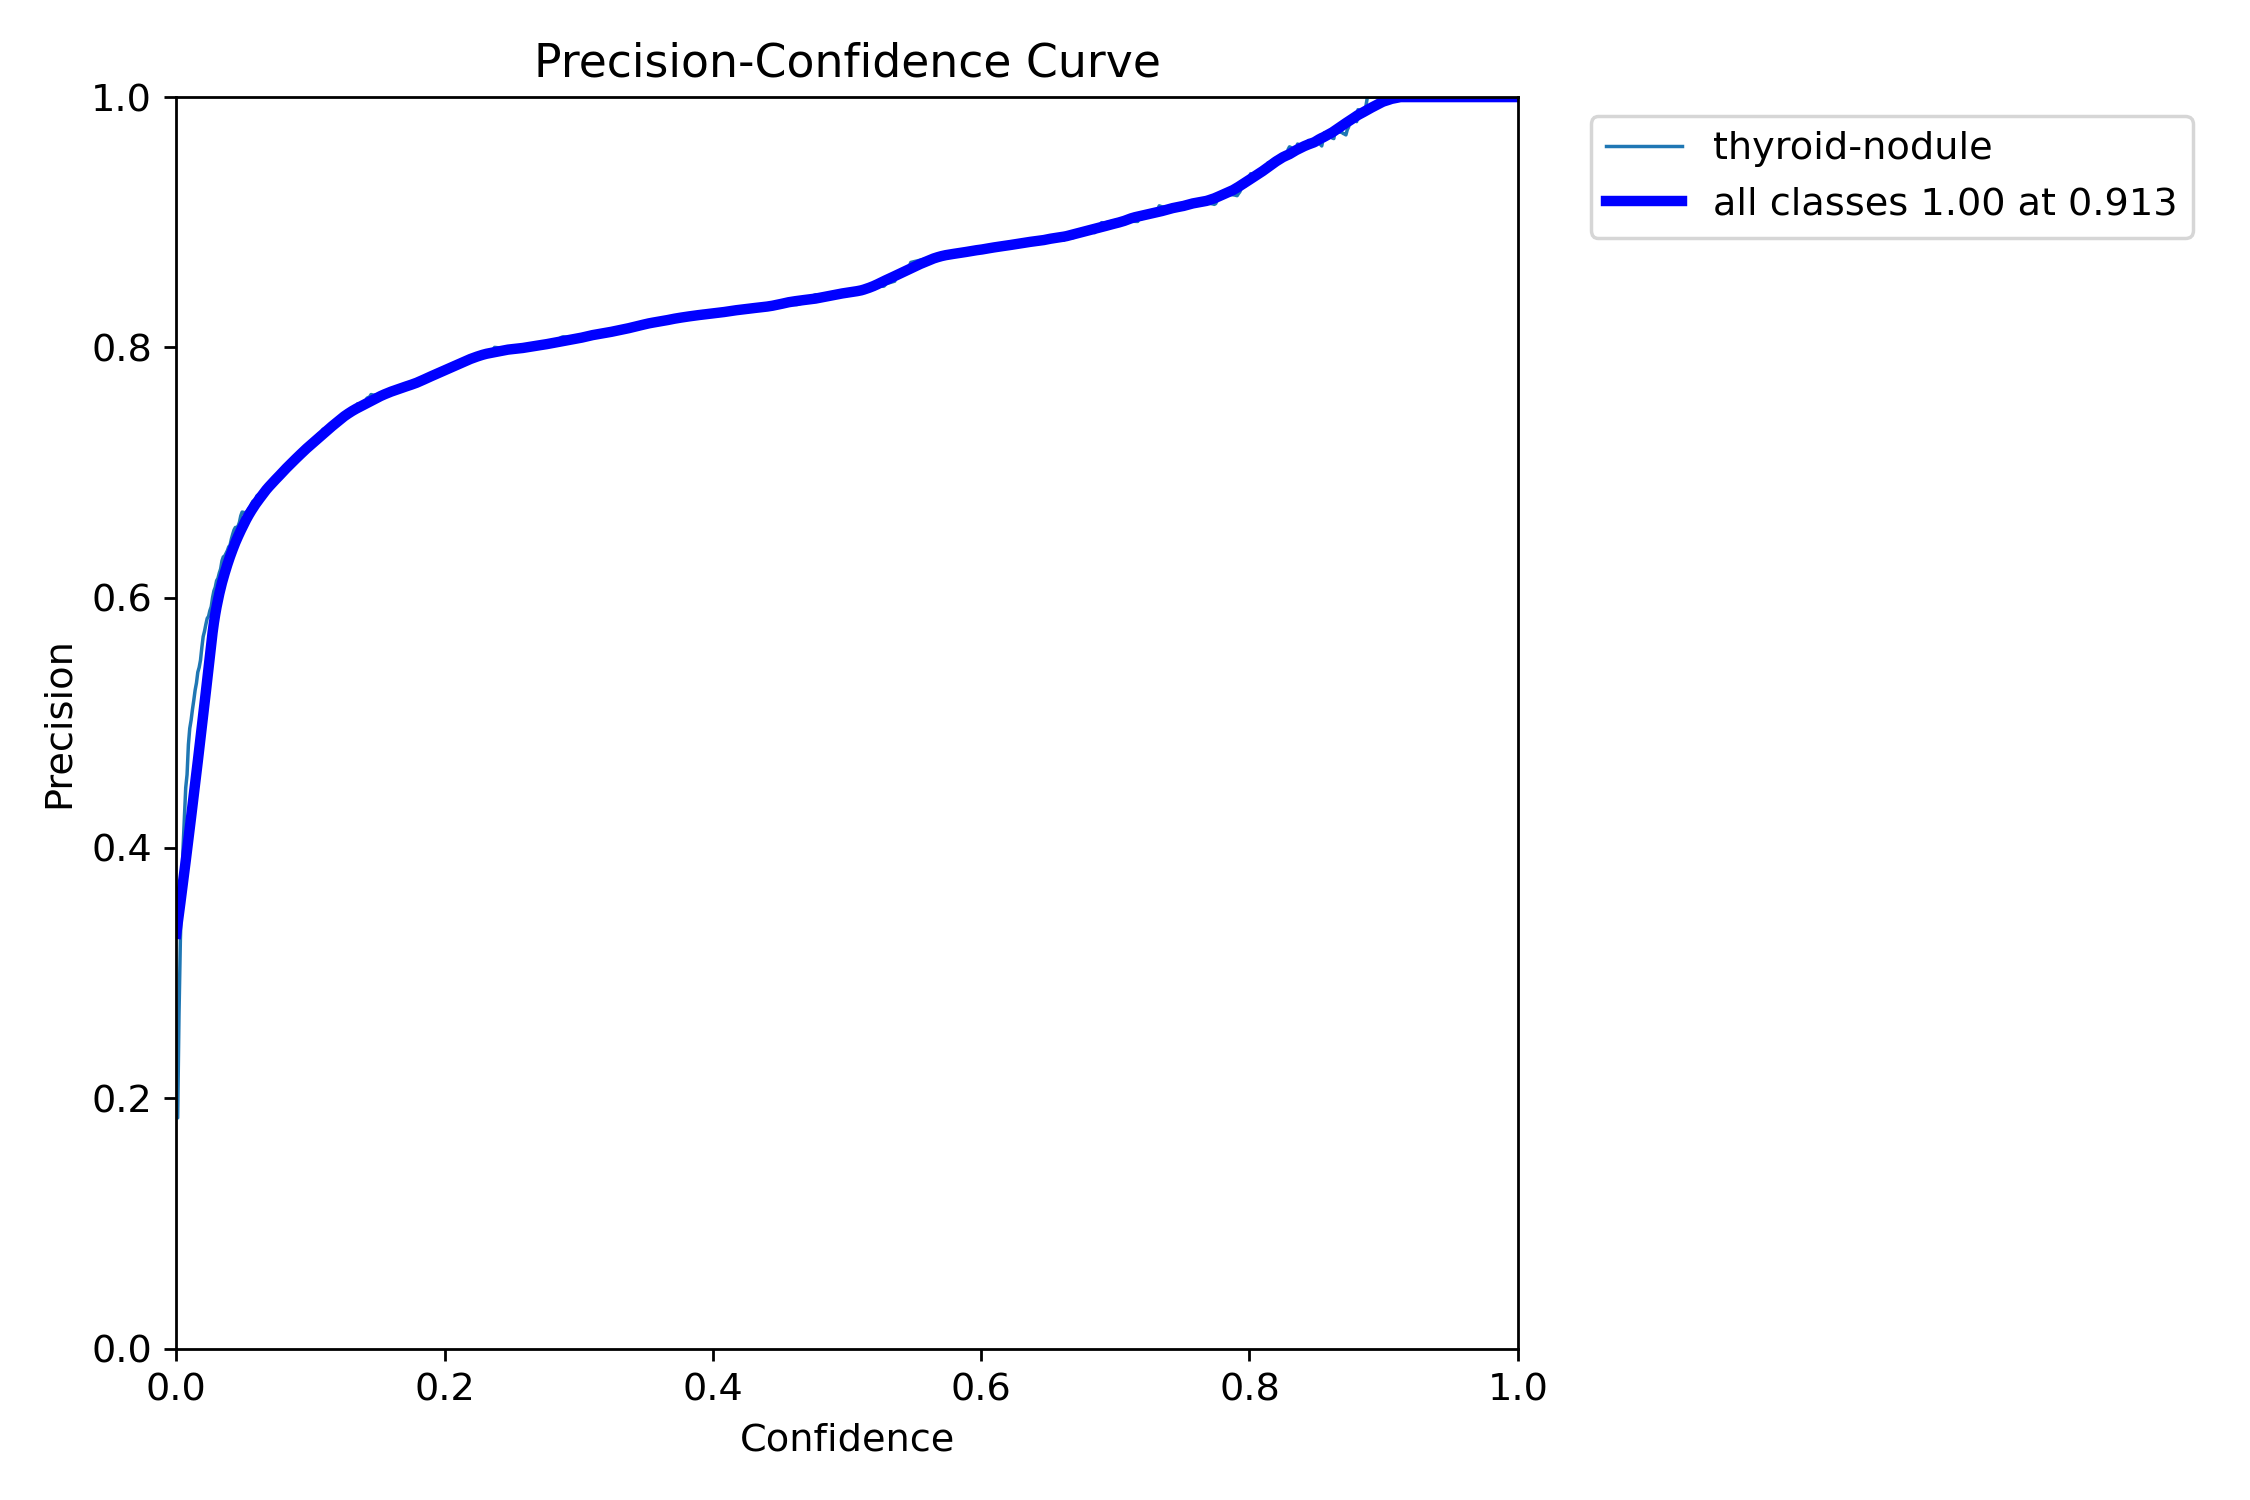 Precision-Confidence Curve
thyroid-nodule
all classes 1.00 at 0.913
Precision
1.0
0.8
0.6
0.4
0.2
0.0
0.0 0.2 0.4 0.6 0.8 1.0
Confidence